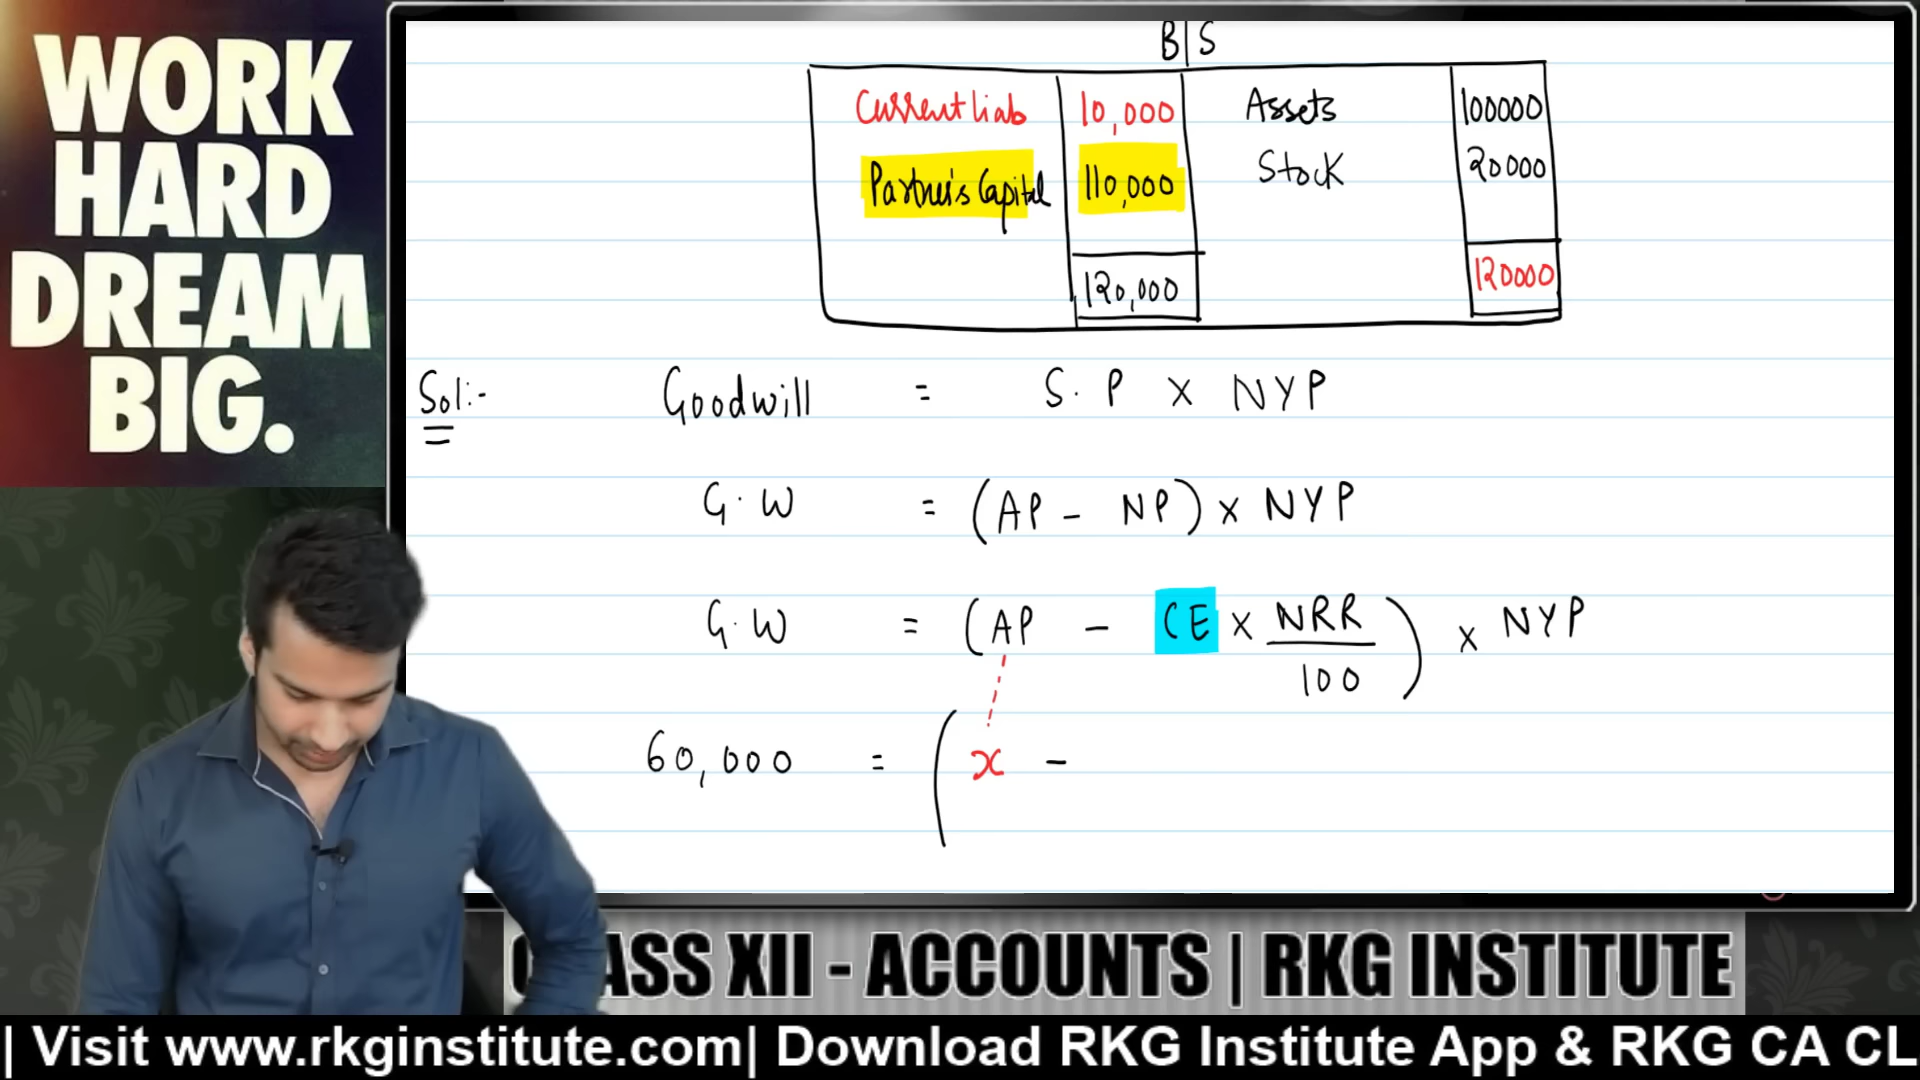 WORK
HARD
DREAM
BIG.
B|S
Current liab 10,000 Assets 100000
Partner's Capital 110,000 Stock 20000
120,000 120000
Sol:- Goodwill = S.P × NYP
G.W = (AP - NP) × NYP
G.W = (AP - CE × NRR/100) × NYP
60,000 = ( x -
CLASS XII - ACCOUNTS | RKG INSTITUTE
| Visit www.rkginstitute.com| Download RKG Institute App & RKG CA CL